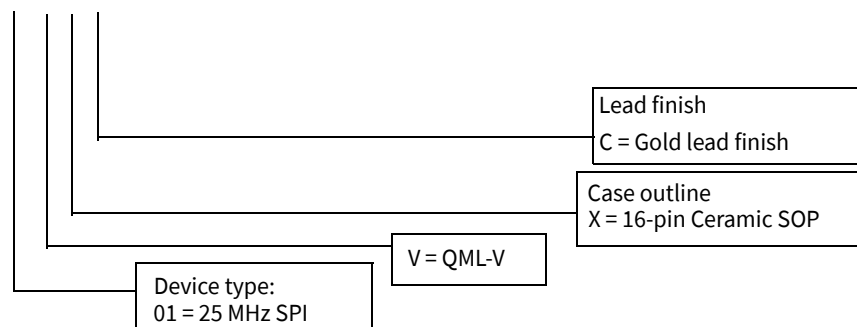 Lead finish
C = Gold lead finish
Case outline
X = 16-pin Ceramic SOP
V = QML-V
Device type:
01 = 25 MHz SPI